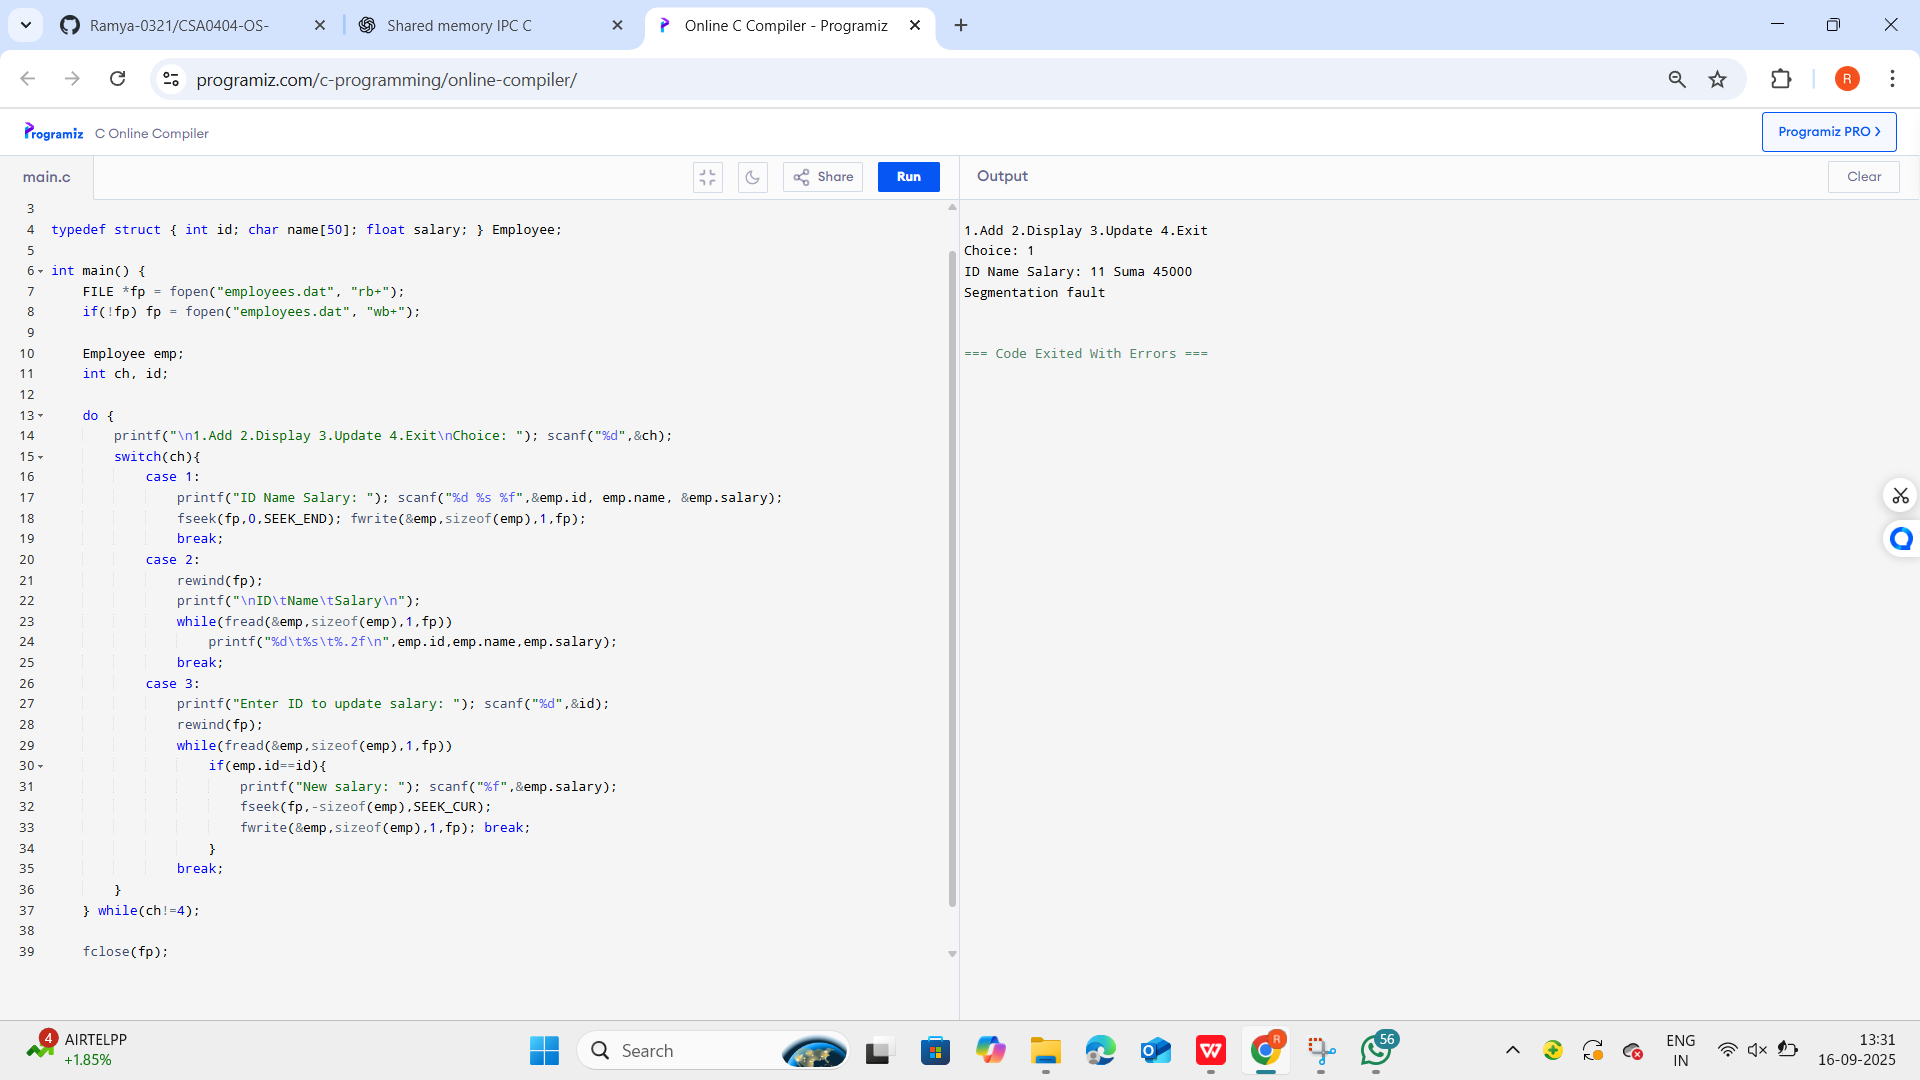 Ramya-0321/CSA0404-OS-
Shared memory IPC C
Online C Compiler - Programiz
programiz.com/c-programming/online-compiler/
R
Programiz
C Online Compiler
Programiz PRO >
main.c
Share
Run
Output
Clear
3
4 typedef struct { int id; char name[50]; float salary; } Employee;
5
6 int main() {
7 FILE *fp = fopen("employees.dat", "rb+");
8 if(!fp) fp = fopen("employees.dat", "wb+");
9
10 Employee emp;
11 int ch, id;
12
13 do {
14 printf("\n1.Add 2.Display 3.Update 4.Exit\nChoice: "); scanf("%d",&ch);
15 switch(ch){
16 case 1:
17 printf("ID Name Salary: "); scanf("%d %s %f",&emp.id, emp.name, &emp.salary);
18 fseek(fp,0,SEEK_END); fwrite(&emp,sizeof(emp),1,fp);
19 break;
20 case 2:
21 rewind(fp);
22 printf("\nID\tName\tSalary\n");
23 while(fread(&emp,sizeof(emp),1,fp))
24 printf("%d\t%s\t%.2f\n",emp.id,emp.name,emp.salary);
25 break;
26 case 3:
27 printf("Enter ID to update salary: "); scanf("%d",&id);
28 rewind(fp);
29 while(fread(&emp,sizeof(emp),1,fp))
30 if(emp.id==id){
31 printf("New salary: "); scanf("%f",&emp.salary);
32 fseek(fp,-sizeof(emp),SEEK_CUR);
33 fwrite(&emp,sizeof(emp),1,fp); break;
34 }
35 break;
36 }
37 } while(ch!=4);
38
39 fclose(fp);
1.Add 2.Display 3.Update 4.Exit
Choice: 1
ID Name Salary: 11 Suma 45000
Segmentation fault
=== Code Exited With Errors ===
4
AIRTELPP
+1.85%
Search
R
56
ENG
IN
13:31
16-09-2025